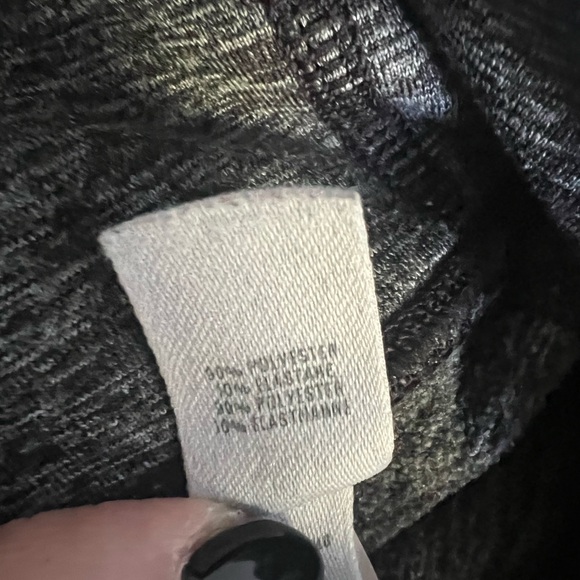 90% POLYESTER
10% ELASTANE
90% POLYESTER
10% ELASTHANNE